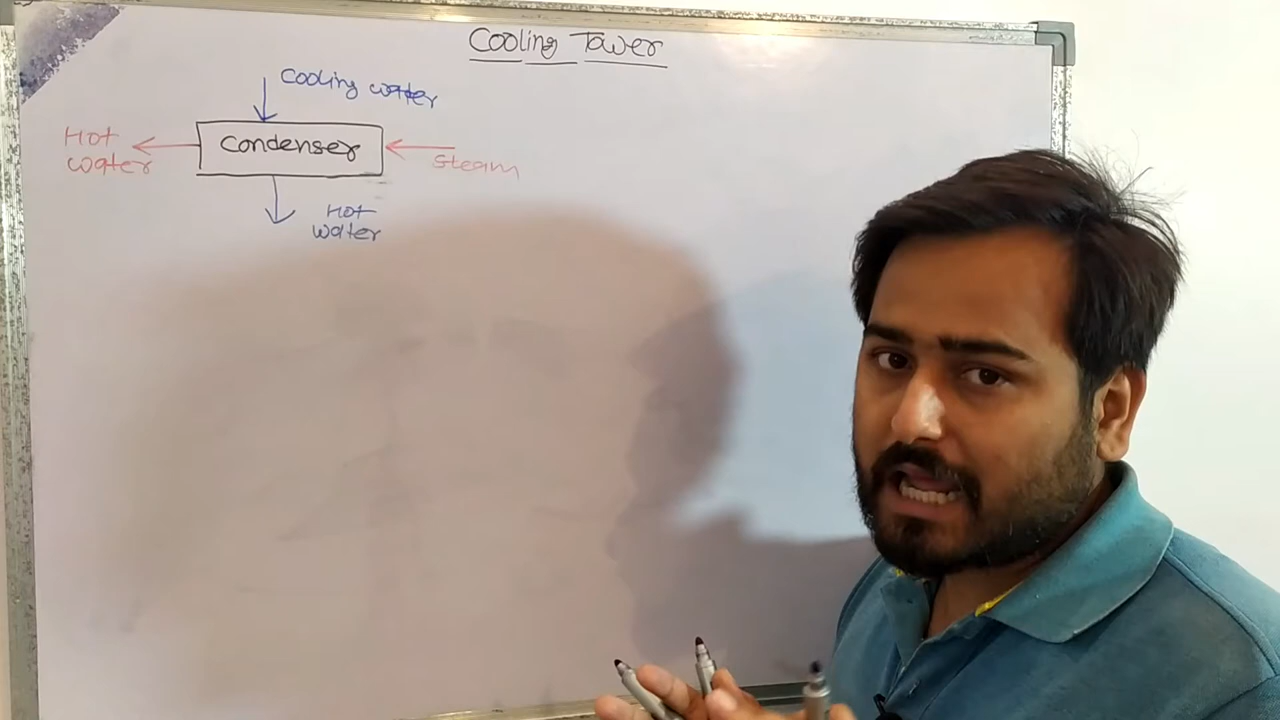 Cooling Tower
Cooling water
Hot
water
Condenser
Steam
Hot
water